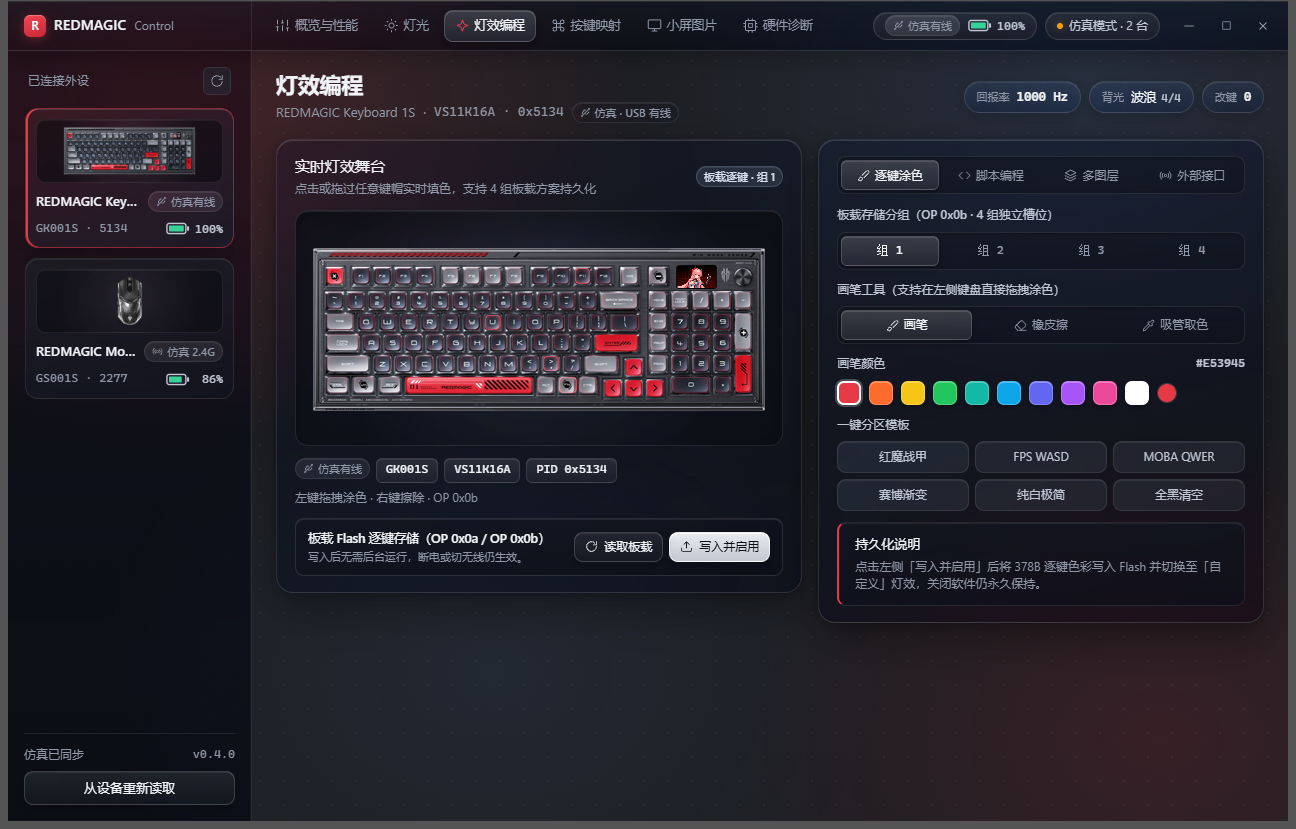 R REDMAGIC Control
概览与性能
灯光
灯效编程
按键映射
小屏图片
硬件诊断
仿真有线 100%
仿真模式 · 2 台
已连接外设
REDMAGIC Key...
仿真有线
GK001S · 5134
100%
REDMAGIC Mo...
仿真 2.4G
GS001S · 2277
86%
仿真已同步
v0.4.0
从设备重新读取
灯效编程
REDMAGIC Keyboard 1S · VS11K16A · 0x5134 仿真 · USB 有线
回报率 1000 Hz
背光 波浪 4/4
改键 0
实时灯效舞台
点击或拖过任意键帽实时填色，支持 4 组板载方案持久化
板载逐键 · 组 1
仿真有线
GK001S
VS11K16A
PID 0x5134
左键拖拽涂色 · 右键擦除 · OP 0x0b
板载 Flash 逐键存储（OP 0x0a / OP 0x0b）
写入后无需后台运行，断电或切无线仍生效。
读取板载
写入并启用
逐键涂色
脚本编程
多图层
外部接口
板载存储分组（OP 0x0b · 4 组独立槽位）
组 1
组 2
组 3
组 4
画笔工具（支持在左侧键盘直接拖拽涂色）
画笔
橡皮擦
吸管取色
画笔颜色
#E53945
一键分区模板
红魔战甲
FPS WASD
MOBA QWER
赛博渐变
纯白极简
全黑清空
持久化说明
点击左侧「写入并启用」后将 378B 逐键色彩写入 Flash 并切换至「自
定义」灯效，关闭软件仍永久保持。